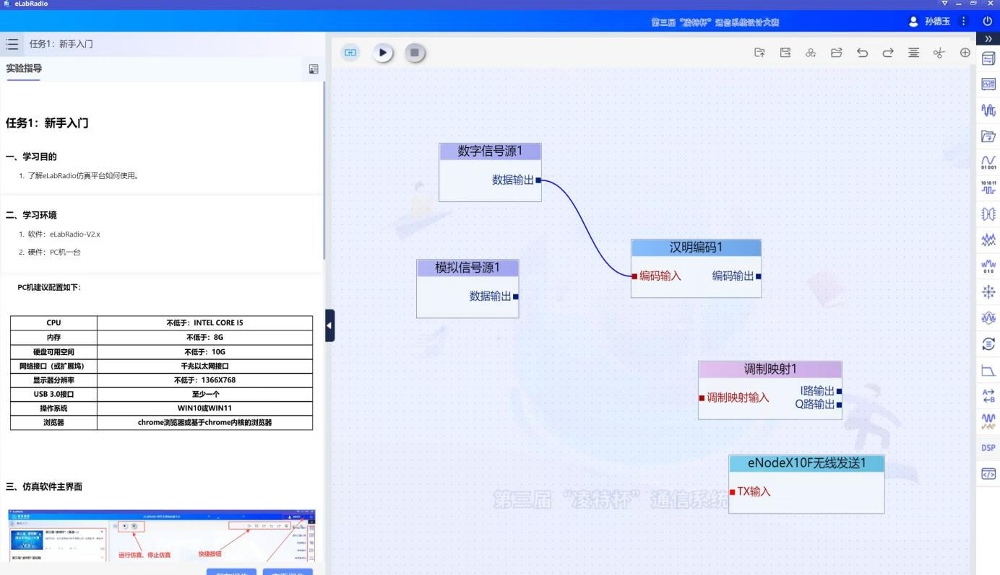 eLabRadio
第三届“凌特杯”通信系统设计大赛
孙德玉
任务1：新手入门
实验指导
任务1：新手入门
一、学习目的
1. 了解eLabRadio仿真平台如何使用。
二、学习环境
1. 软件：eLabRadio-V2.x
2. 硬件：PC机一台
PC机建议配置如下：
CPU 不低于：INTEL CORE I5
内存 不低于：8G
硬盘可用空间 不低于：10G
网络接口（或扩展坞） 千兆以太网接口
显示器分辨率 不低于：1366X768
USB 3.0接口 至少一个
操作系统 WIN10或WIN11
浏览器 chrome浏览器或基于chrome内核的浏览器
三、仿真软件主界面
运行仿真、停止仿真
快捷按钮
数字信号源1
数据输出
模拟信号源1
数据输出
汉明编码1
编码输入 编码输出
调制映射1
调制映射输入 I路输出
Q路输出
eNodeX10F无线发送1
TX输入
第三届“凌特杯”通信系统
01001
101011
010
A
B
DSP